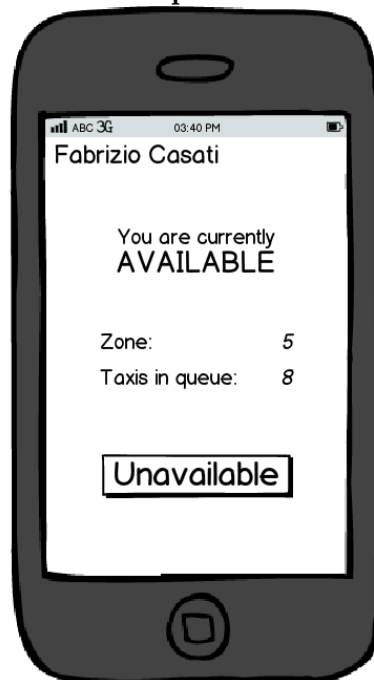 ABC 3G 03:40 PM
Fabrizio Casati
You are currently
AVAILABLE
Zone: 5
Taxis in queue: 8
Unavailable